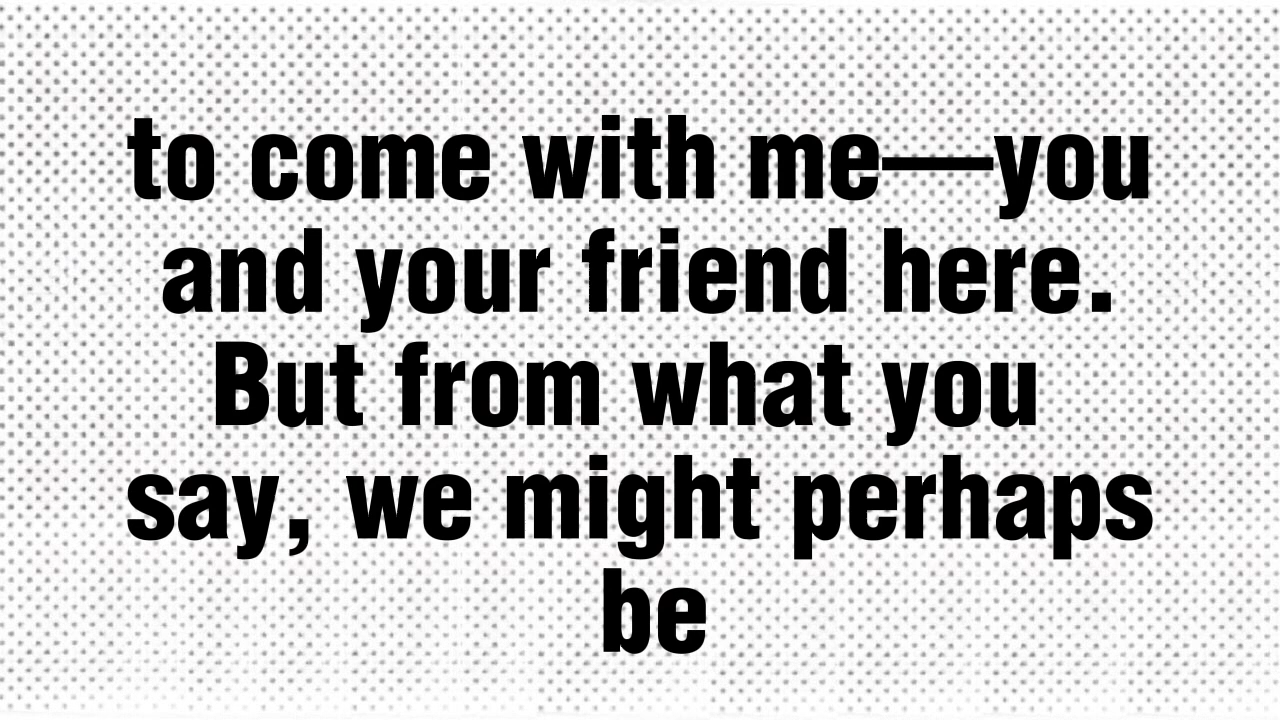 to come with me—you
and your friend here.
But from what you
say, we might perhaps
be